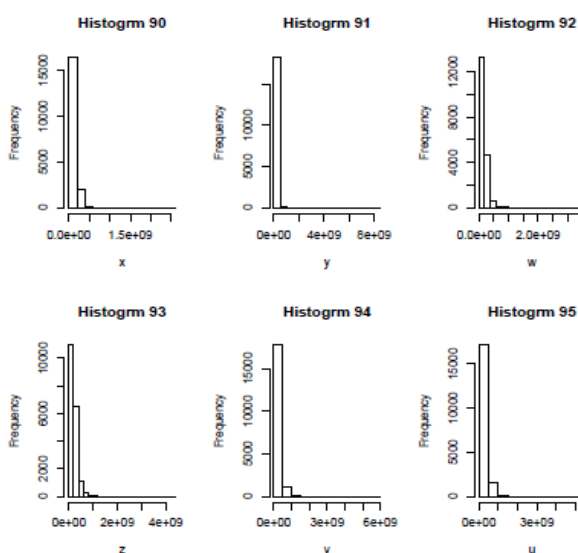 Histogrm 90
Frequency
0
5000
10000
15000
0.0e+00 1.5e+09
x
Histogrm 91
Frequency
0
5000
10000
0e+00 4e+09 8e+09
y
Histogrm 92
Frequency
0
4000
8000
12000
0.0e+00 2.0e+09
w
Histogrm 93
Frequency
0
2000
6000
10000
0e+00 2e+09 4e+09
z
Histogrm 94
Frequency
0
5000
10000
15000
0e+00 3e+09 6e+09
v
Histogrm 95
Frequency
0
5000
10000
15000
0e+00 3e+09
u